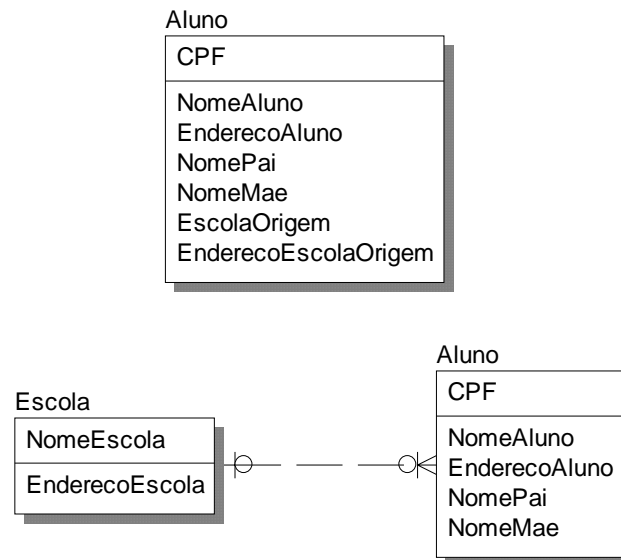 Aluno
CPF
NomeAluno
EnderecoAluno
NomePai
NomeMae
EscolaOrigem
EnderecoEscolaOrigem
Escola
NomeEscola
EnderecoEscola
Aluno
CPF
NomeAluno
EnderecoAluno
NomePai
NomeMae